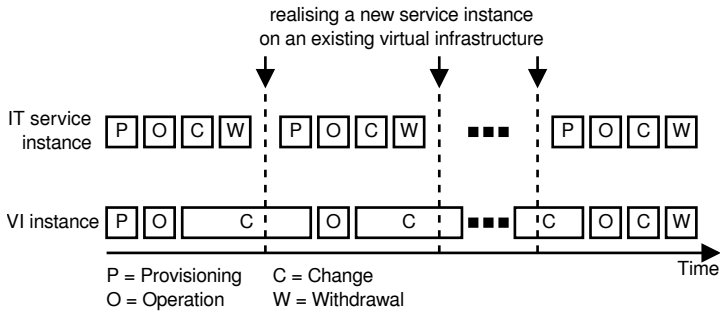 realising a new service instance
on an existing virtual infrastructure
IT service
instance
P O C W P O C W P O C W
VI instance
P O C O C C O C W
Time
P = Provisioning C = Change
O = Operation W = Withdrawal